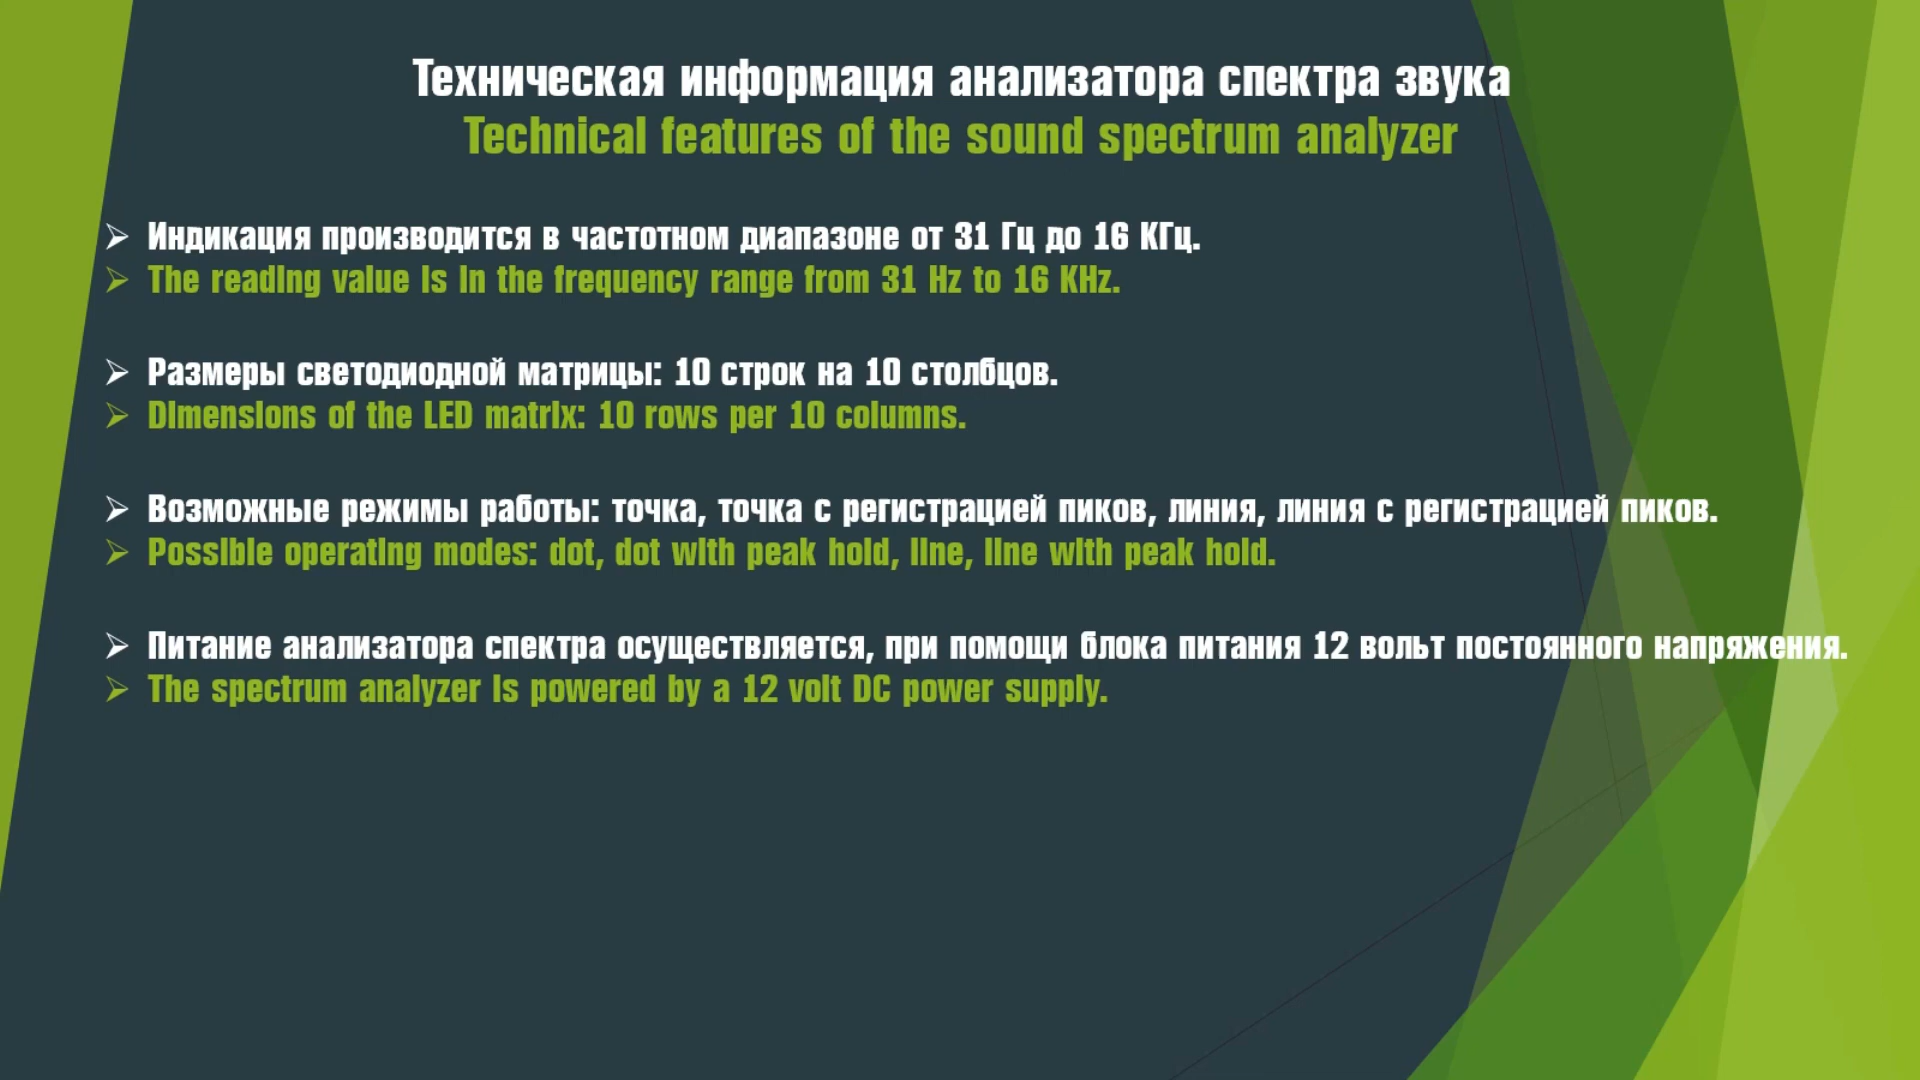 Техническая информация анализатора спектра звука
Technical features of the sound spectrum analyzer
Индикация производится в частотном диапазоне от 31 Гц до 16 КГц.
The reading value is in the frequency range from 31 Hz to 16 KHz.
Размеры светодиодной матрицы: 10 строк на 10 столбцов.
Dimensions of the LED matrix: 10 rows per 10 columns.
Возможные режимы работы: точка, точка с регистрацией пиков, линия, линия с регистрацией пиков.
Possible operating modes: dot, dot with peak hold, line, line with peak hold.
Питание анализатора спектра осуществляется, при помощи блока питания 12 вольт постоянного напряжения.
The spectrum analyzer is powered by a 12 volt DC power supply.